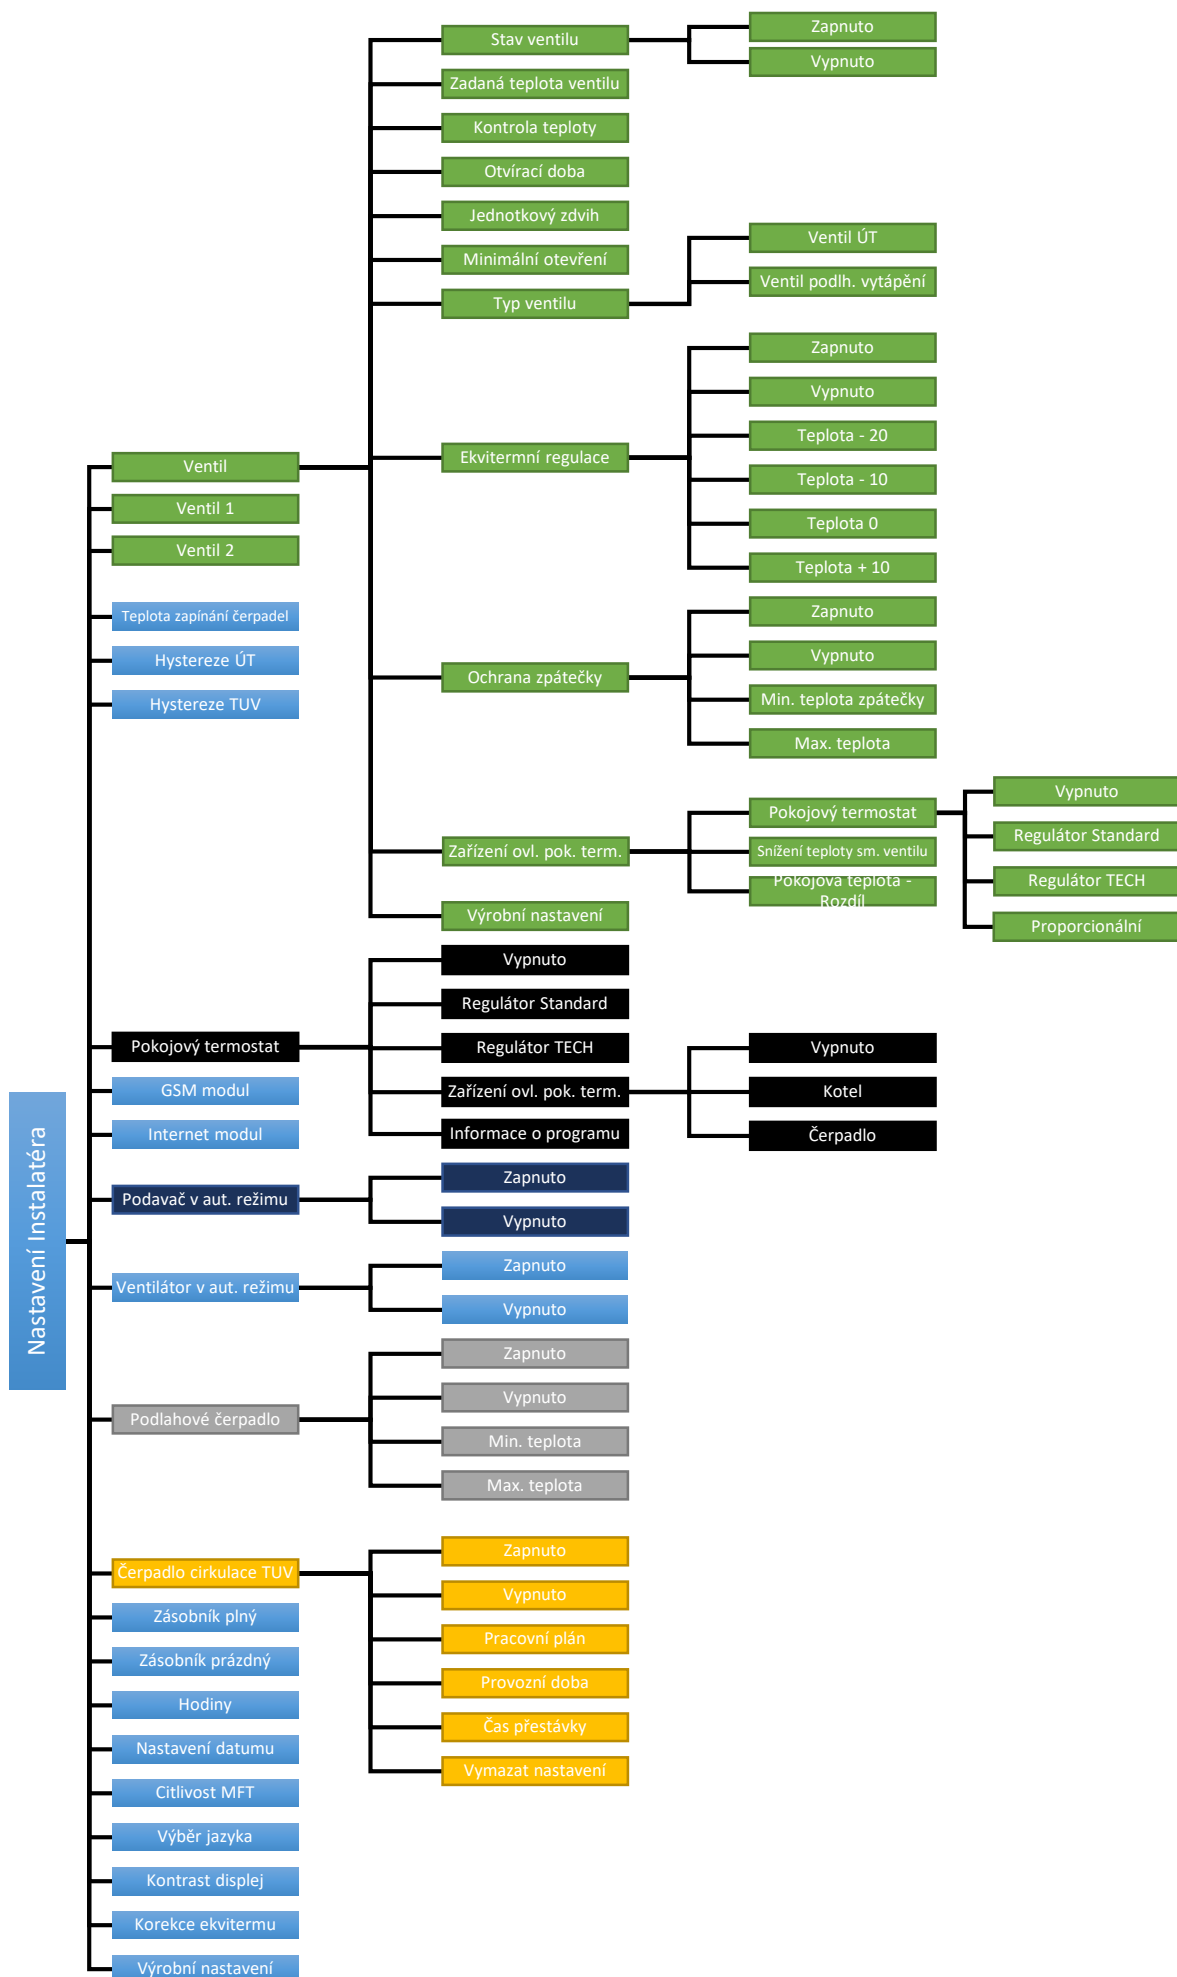 Nastavení Instalatéra
Ventil
Stav ventilu
Zapnuto
Vypnuto
Zadaná teplota ventilu
Kontrola teploty
Otvírací doba
Jednotkový zdvih
Minimální otevření
Typ ventilu
Ventil ÚT
Ventil podlh. vytápění
Ekvitermní regulace
Zapnuto
Vypnuto
Teplota - 20
Teplota - 10
Teplota 0
Teplota + 10
Ochrana zpátečky
Zapnuto
Vypnuto
Min. teplota zpátečky
Max. teplota
Zařízení ovl. pok. term.
Pokojový termostat
Vypnuto
Regulátor Standard
Regulátor TECH
Proporcionální
Snížení teploty sm. ventilu
Pokojová teplota -
Rozdíl
Výrobní nastavení
Ventil 1
Ventil 2
Teplota zapínání čerpadel
Hystereze ÚT
Hystereze TUV
Pokojový termostat
Vypnuto
Regulátor Standard
Regulátor TECH
Zařízení ovl. pok. term.
Vypnuto
Kotel
Čerpadlo
Informace o programu
GSM modul
Internet modul
Podavač v aut. režimu
Zapnuto
Vypnuto
Ventilátor v aut. režimu
Zapnuto
Vypnuto
Podlahové čerpadlo
Zapnuto
Vypnuto
Min. teplota
Max. teplota
Čerpadlo cirkulace TUV
Zapnuto
Vypnuto
Pracovní plán
Provozní doba
Čas přestávky
Vymazat nastavení
Zásobník plný
Zásobník prázdný
Hodiny
Nastavení datumu
Citlivost MFT
Výběr jazyka
Kontrast displej
Korekce ekvitermu
Výrobní nastavení